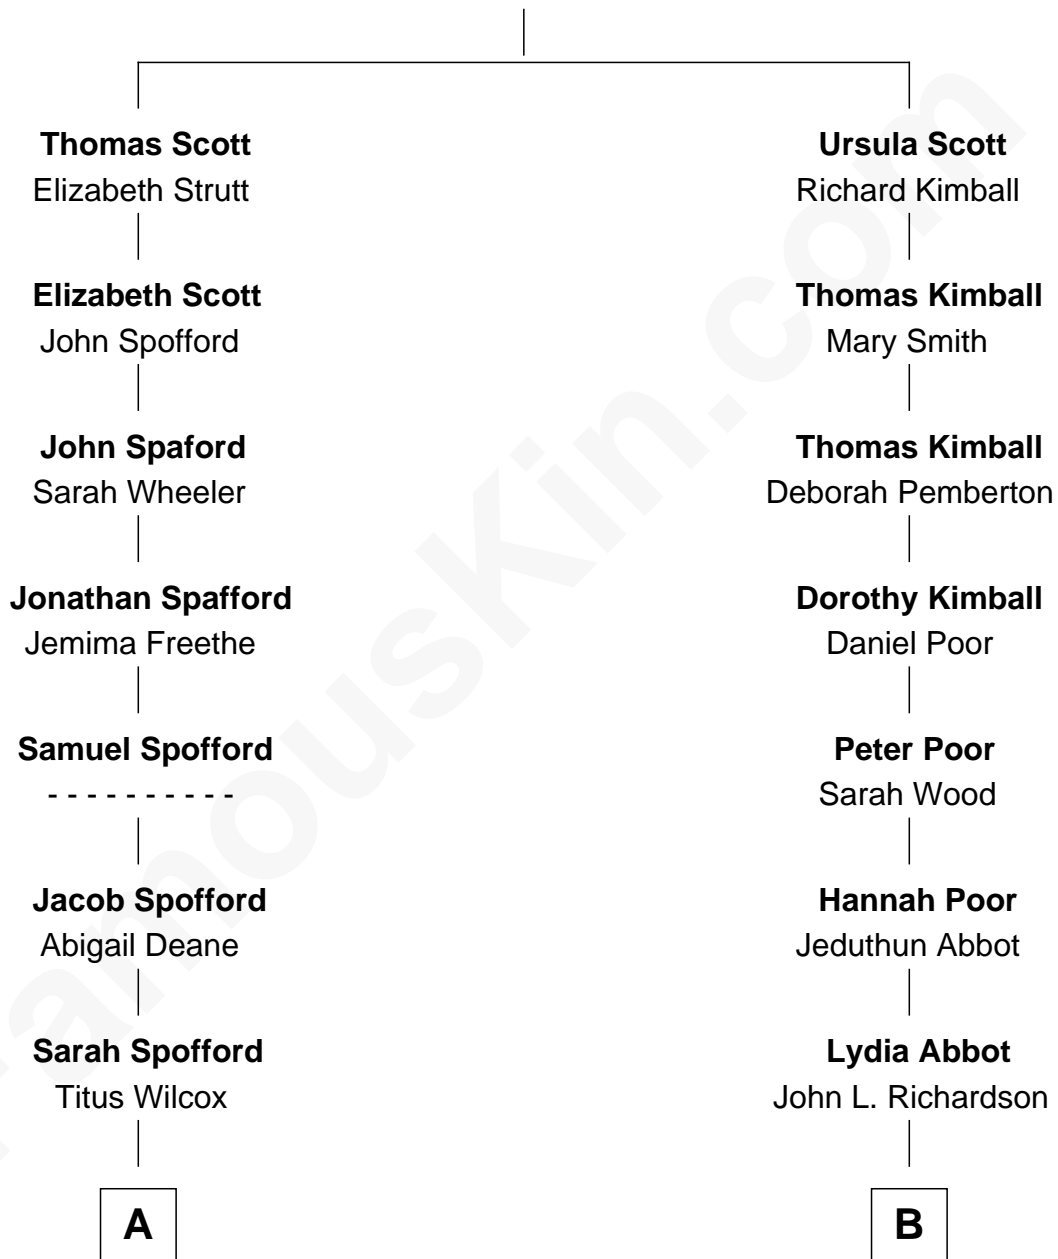 Thomas Scott
Elizabeth Strutt
Elizabeth Scott
John Spofford
John Spaford
Sarah Wheeler
Jonathan Spafford
Jemima Freethe
Samuel Spofford
- - - - - - - - - -
Jacob Spofford
Abigail Deane
Sarah Spofford
Titus Wilcox
A
Ursula Scott
Richard Kimball
Thomas Kimball
Mary Smith
Thomas Kimball
Deborah Pemberton
Dorothy Kimball
Daniel Poor
Peter Poor
Sarah Wood
Hannah Poor
Jeduthun Abbot
Lydia Abbot
John L. Richardson
B
FamousKin.com